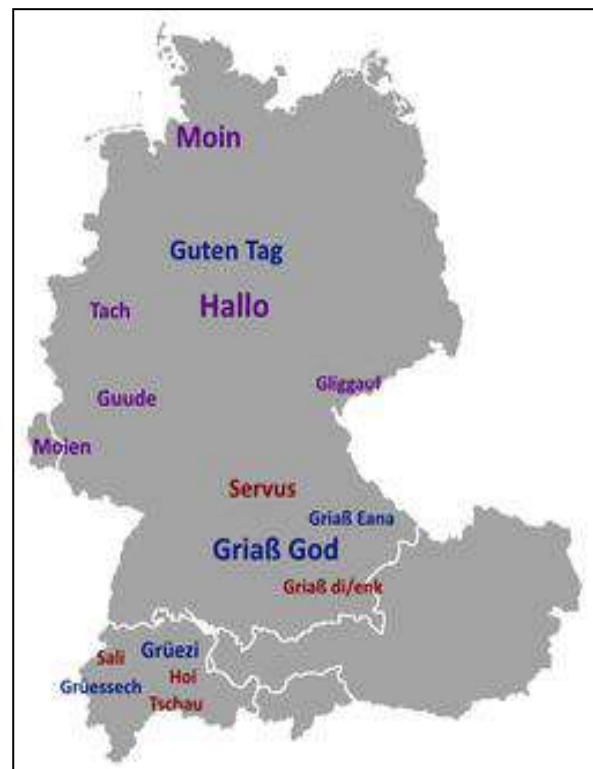 Moin
Guten Tag
Hallo
Tach
Gliggauf
Guude
Moien
Servus
Griaß Eana
Griaß God
Griaß di/enk
Grüezi
Sali
Hoi
Grüessech
Tschau